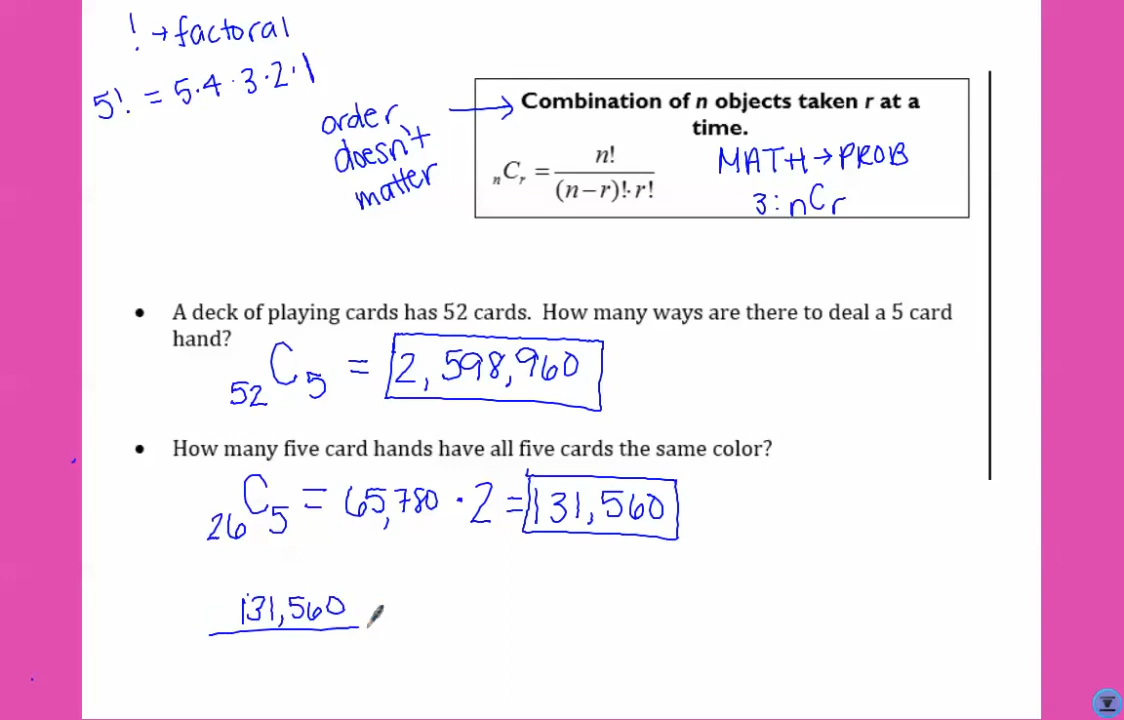 ! → factoral
5! = 5·4·3·2·1
order
doesn't
matter
Combination of n objects taken r at a
time.
nCr = n! / (n−r)!·r!
MATH → PROB
3: nCr
• A deck of playing cards has 52 cards. How many ways are there to deal a 5 card
hand?
52C5 = 2,598,960
• How many five card hands have all five cards the same color?
26C5 = 65,780 · 2 = 131,560
131,560